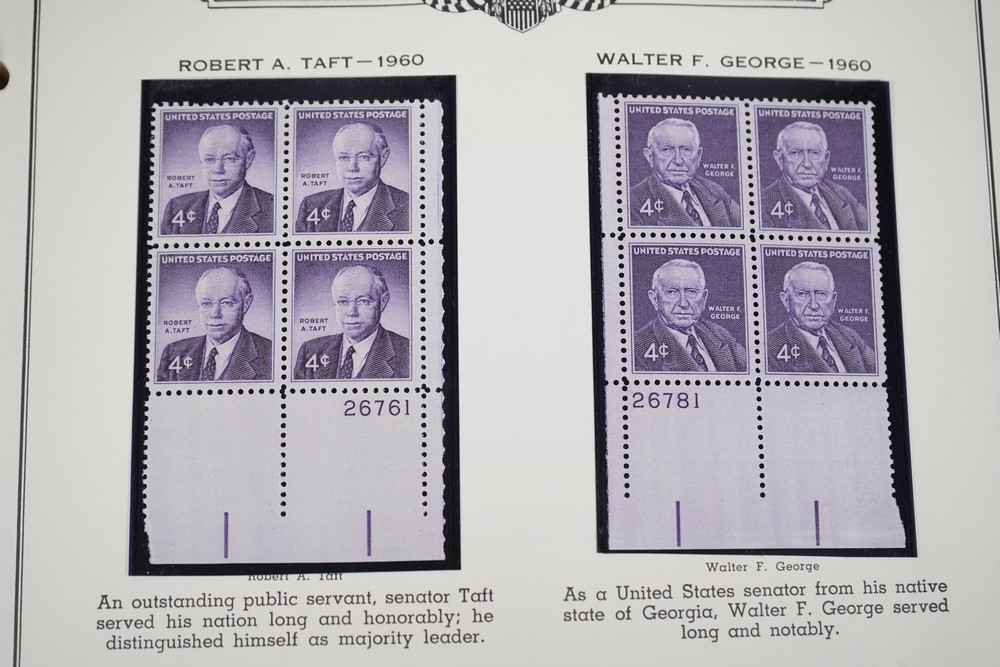 ROBERT A. TAFT—1960
UNITED STATES POSTAGE
UNITED STATES POSTAGE
ROBERT
A. TAFT
ROBERT
A. TAFT
4¢
4¢
UNITED STATES POSTAGE
UNITED STATES POSTAGE
ROBERT
A. TAFT
ROBERT
A. TAFT
4¢
4¢
26761
Robert A. Taft
An outstanding public servant, senator Taft
served his nation long and honorably; he
distinguished himself as majority leader.
WALTER F. GEORGE—1960
UNITED STATES POSTAGE
UNITED STATES POSTAGE
WALTER F.
GEORGE
WALTER F.
GEORGE
4¢
4¢
UNITED STATES POSTAGE
UNITED STATES POSTAGE
WALTER F.
GEORGE
WALTER F.
GEORGE
4¢
4¢
26781
Walter F. George
As a United States senator from his native
state of Georgia, Walter F. George served
long and notably.